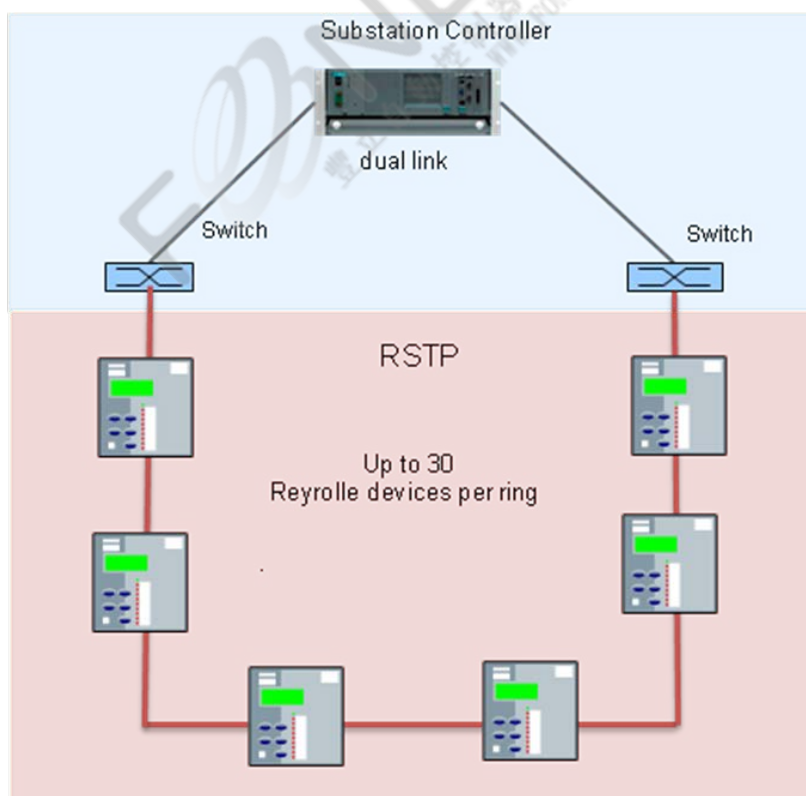 Substation Controller
dual link
Switch
Switch
RSTP
Up to 30
Reyrolle devices per ring